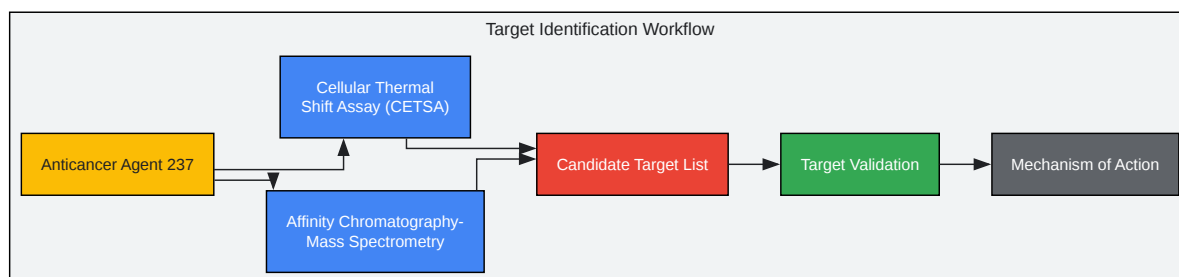 Target Identification Workflow
Cellular Thermal
Shift Assay (CETSA)
Anticancer Agent 237
Candidate Target List
Target Validation
Mechanism of Action
Affinity Chromatography-
Mass Spectrometry